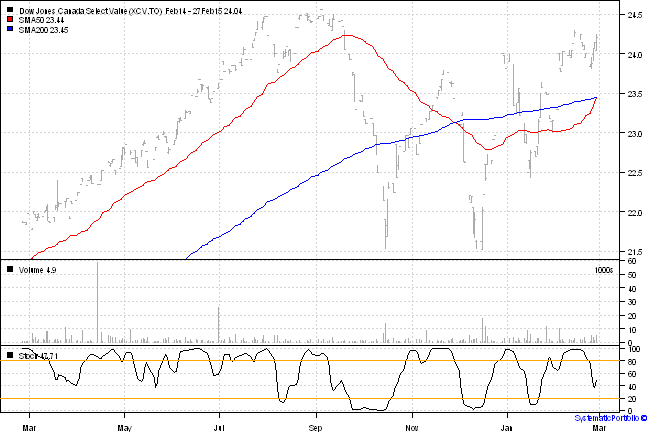 Dow Jones Canada Select Value (XCV.TO) Feb14 - 27Feb15 24.04
SMA50 23.44
SMA200 23.45
24.5
24.0
23.5
23.0
22.5
22.0
21.5
Volume 4.9
1000s
60
50
40
30
20
10
0
Stoch 47.71
100
80
60
40
20
0
Mar
May
Jul
Sep
Nov
Jan
Mar
SystematicPortfolio ©